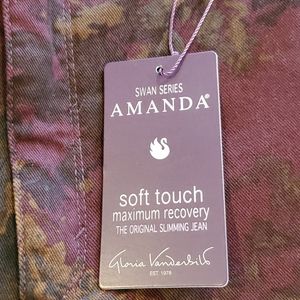 SWAN SERIES
AMANDA®
soft touch
maximum recovery
THE ORIGINAL SLIMMING JEAN
Gloria Vanderbilt
EST. 1976